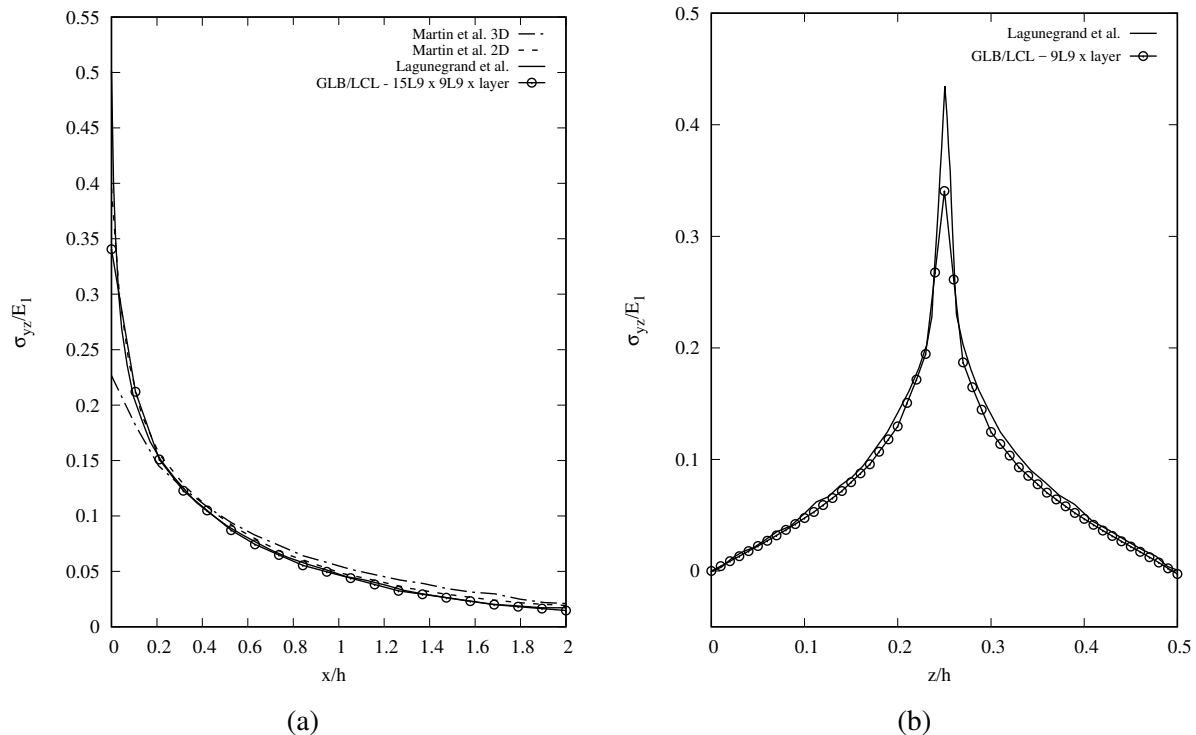 0.55
0.5
0.45
0.4
0.35
0.3
0.25
0.2
0.15
0.1
0.05
0
σyz/E1
Martin et al. 3D
Martin et al. 2D
Lagunegrand et al.
GLB/LCL - 15L9 x 9L9 x layer
0 0.2 0.4 0.6 0.8 1 1.2 1.4 1.6 1.8 2
x/h
(a)
0.5
0.4
0.3
0.2
0.1
0
σyz/E1
Lagunegrand et al.
GLB/LCL − 9L9 x layer
0 0.1 0.2 0.3 0.4 0.5
z/h
(b)